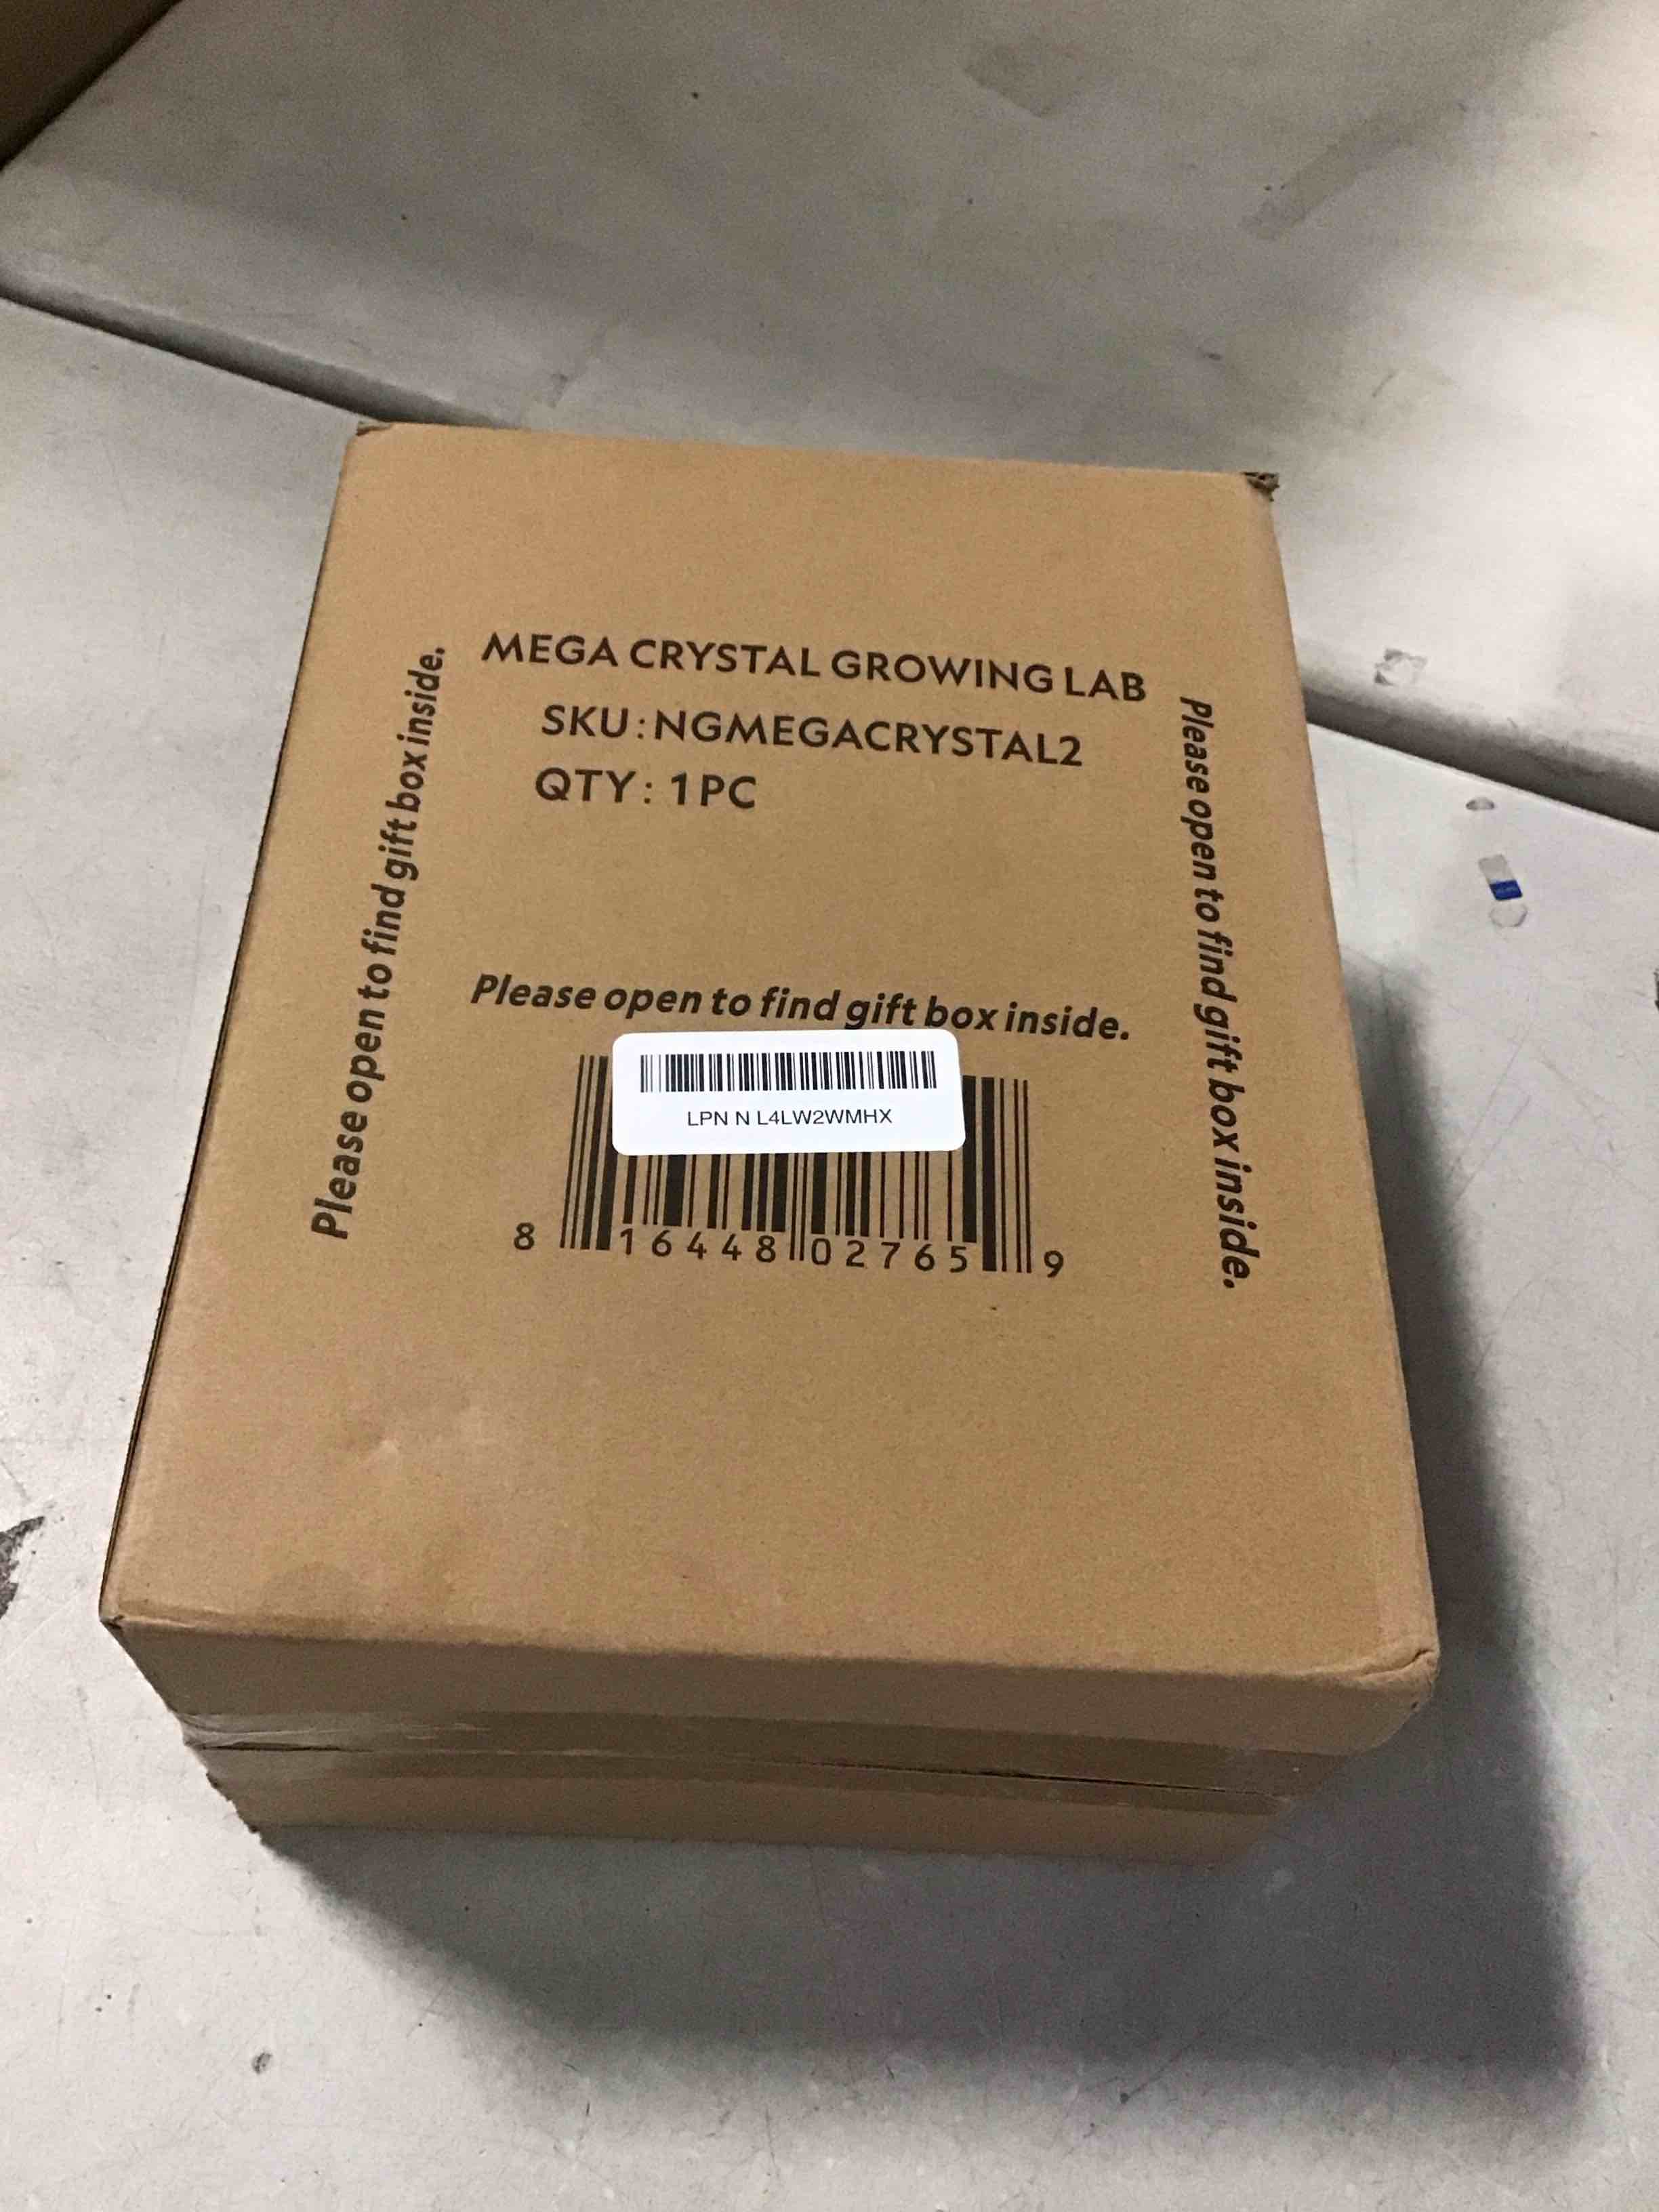 MEGA CRYSTAL GROWING LAB
SKU: NGMEGACRYSTAL2
QTY: 1PC
Please open to find gift box inside.
Please open to find gift box inside.
Please open to find gift box inside.
LPN N L4LW2WMHX
8 16448 02765 9